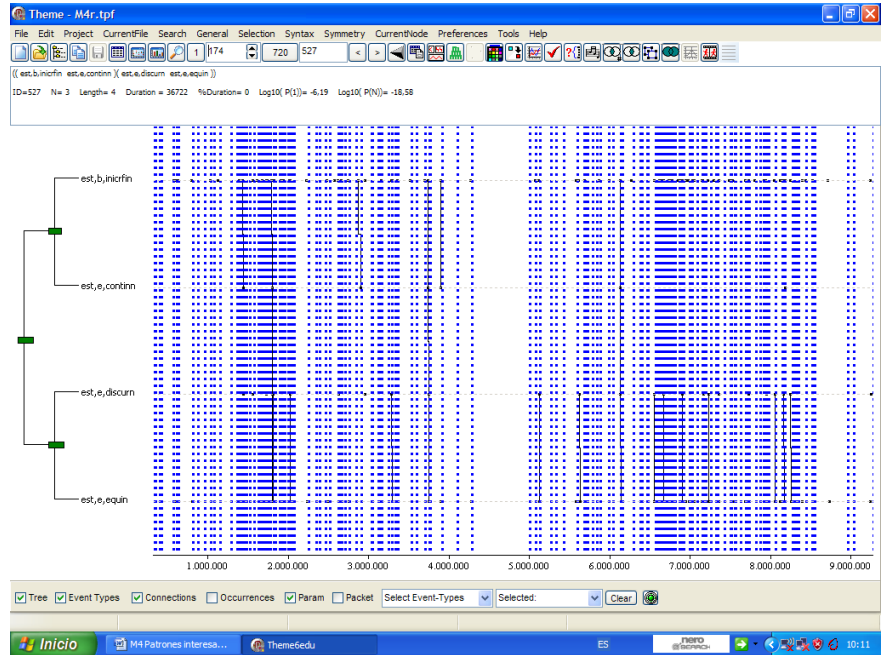 Theme - M4r.tpf
File Edit Project CurrentFile Search General Selection Syntax Symmetry CurrentNode Preferences Tools Help
1 174 720 527 < >
(( est,b,inicrfin est,e,continn )( est,e,discurn est,e,equin ))
ID=527 N= 3 Length= 4 Duration = 36722 %Duration= 0 Log10( P(1))= -6,19 Log10( P(N))= -18,58
est,b,inicrfin
est,e,continn
est,e,discurn
est,e,equin
1.000.000 2.000.000 3.000.000 4.000.000 5.000.000 6.000.000 7.000.000 8.000.000 9.000.000
Tree Event Types Connections Occurrences Param Packet Select Event-Types Selected: Clear
Inicio M4 Patrones interesa... Theme6edu ES nero SEARCH 10:11